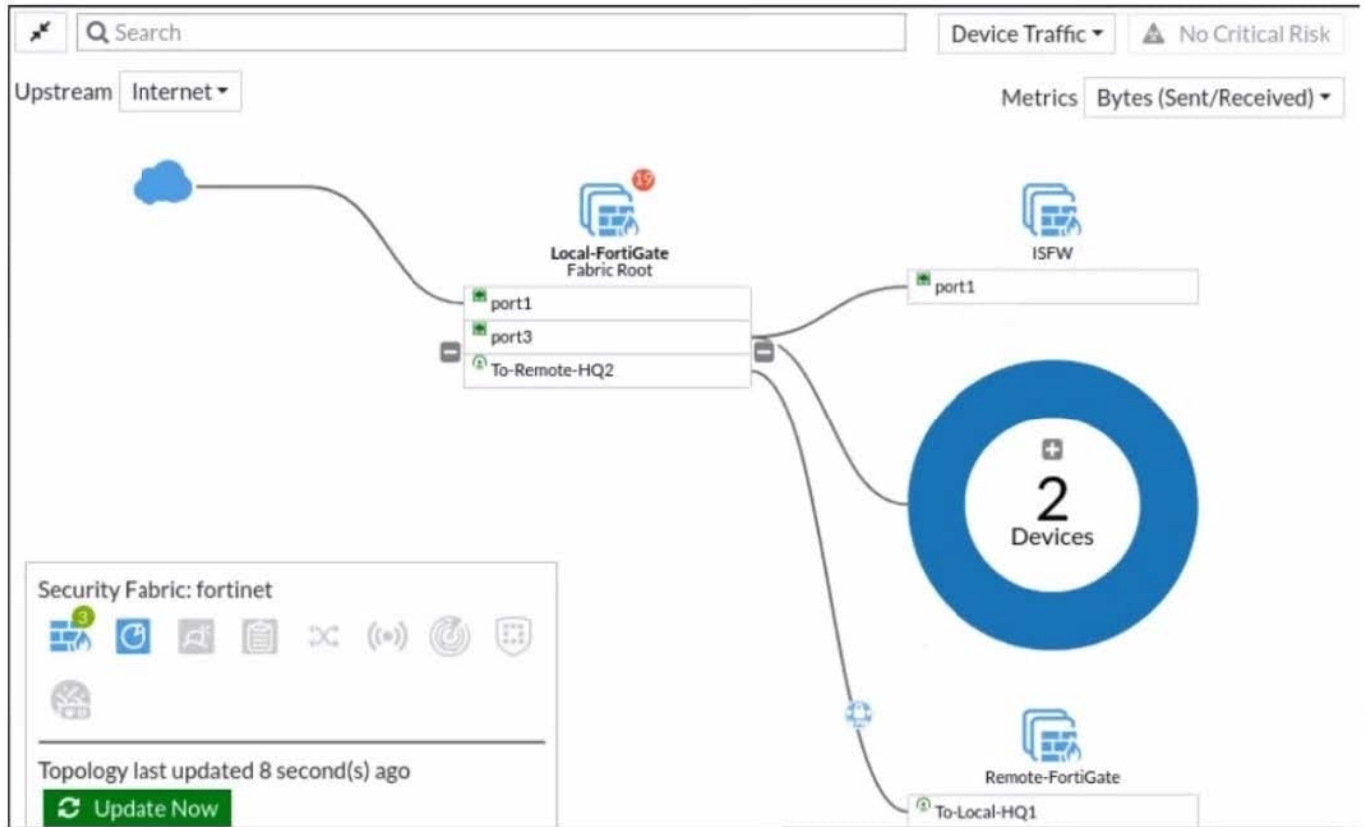 Search
Device Traffic
No Critical Risk
Upstream Internet
Metrics Bytes (Sent/Received)
19
Local-FortiGate
Fabric Root
port1
port3
To-Remote-HQ2
ISFW
port1
2
Devices
Security Fabric: fortinet
3
Topology last updated 8 second(s) ago
Update Now
Remote-FortiGate
To-Local-HQ1